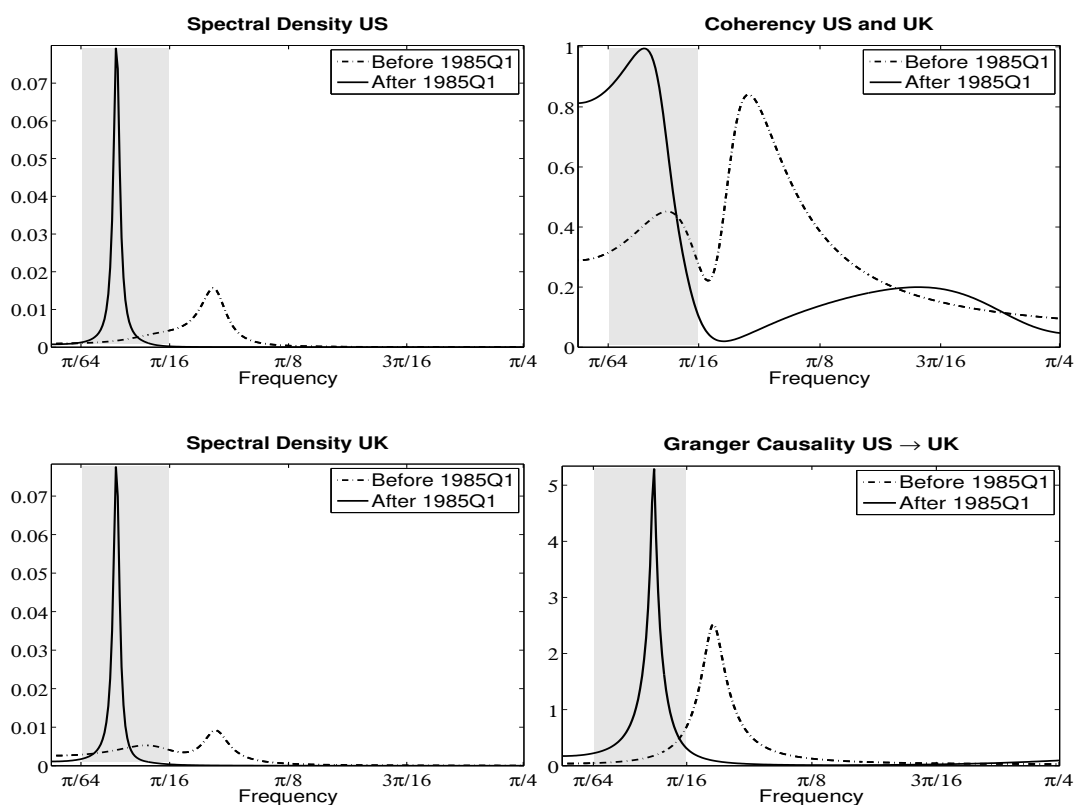 Spectral Density US
Before 1985Q1
After 1985Q1
0.07
0.06
0.05
0.04
0.03
0.02
0.01
0
π/64
π/16
π/8
3π/16
π/4
Frequency
Coherency US and UK
Before 1985Q1
After 1985Q1
1
0.8
0.6
0.4
0.2
0
π/64
π/16
π/8
3π/16
π/4
Frequency
Spectral Density UK
Before 1985Q1
After 1985Q1
0.07
0.06
0.05
0.04
0.03
0.02
0.01
0
π/64
π/16
π/8
3π/16
π/4
Frequency
Granger Causality US → UK
Before 1985Q1
After 1985Q1
5
4
3
2
1
0
π/64
π/16
π/8
3π/16
π/4
Frequency